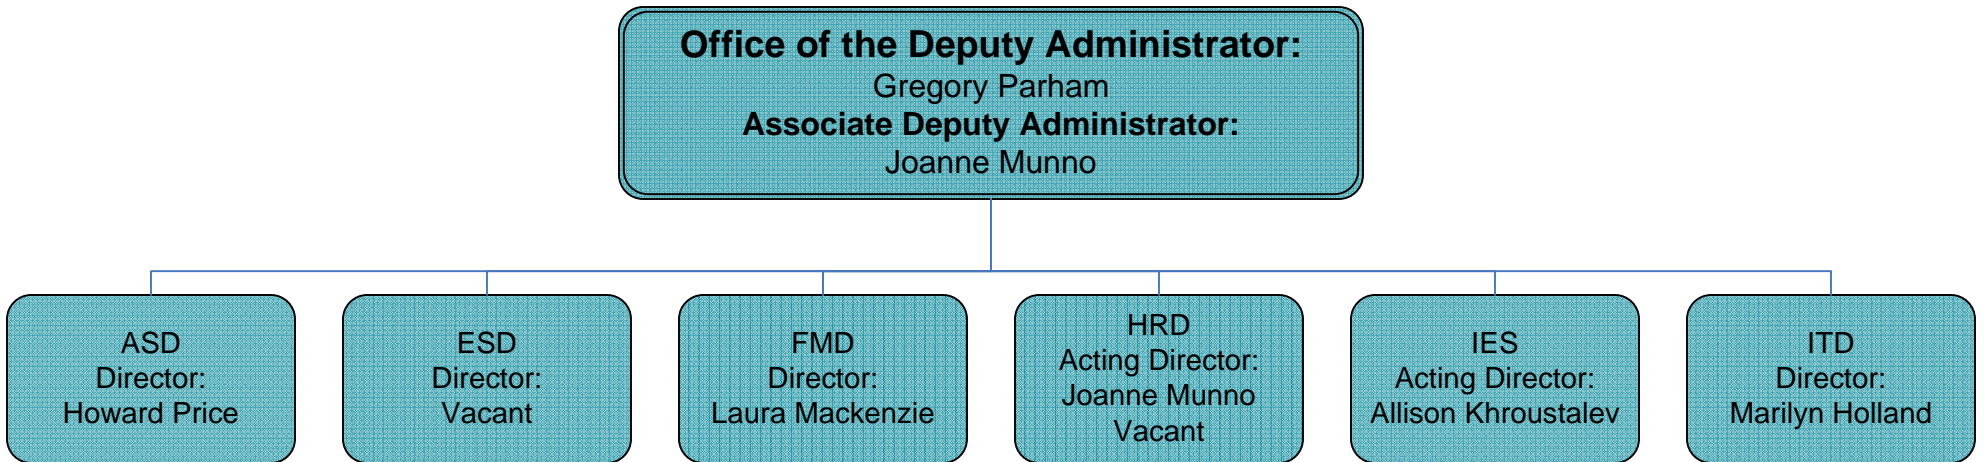 Office of the Deputy Administrator:
Gregory Parham
Associate Deputy Administrator:
Joanne Munno
ASD
Director:
Howard Price
ESD
Director:
Vacant
FMD
Director:
Laura Mackenzie
HRD
Acting Director:
Joanne Munno
Vacant
IES
Acting Director:
Allison Khroustalev
ITD
Director:
Marilyn Holland